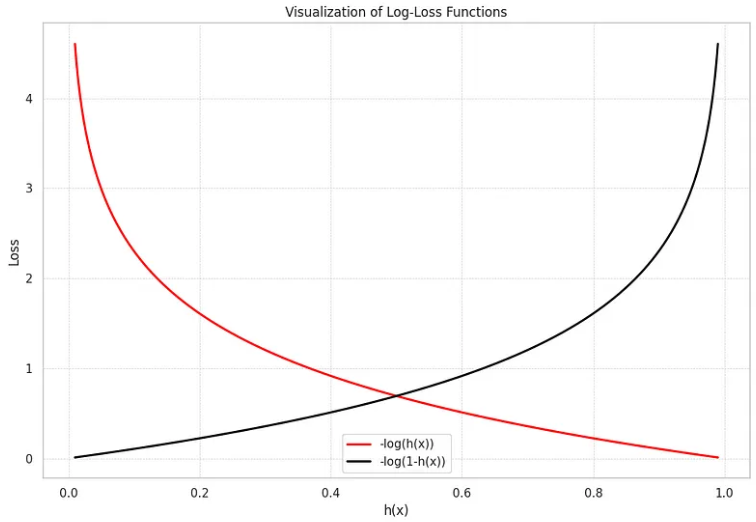 Visualization of Log-Loss Functions
4
3
2
1
0
Loss
-log(h(x))
-log(1-h(x))
0.0 0.2 0.4 0.6 0.8 1.0
h(x)